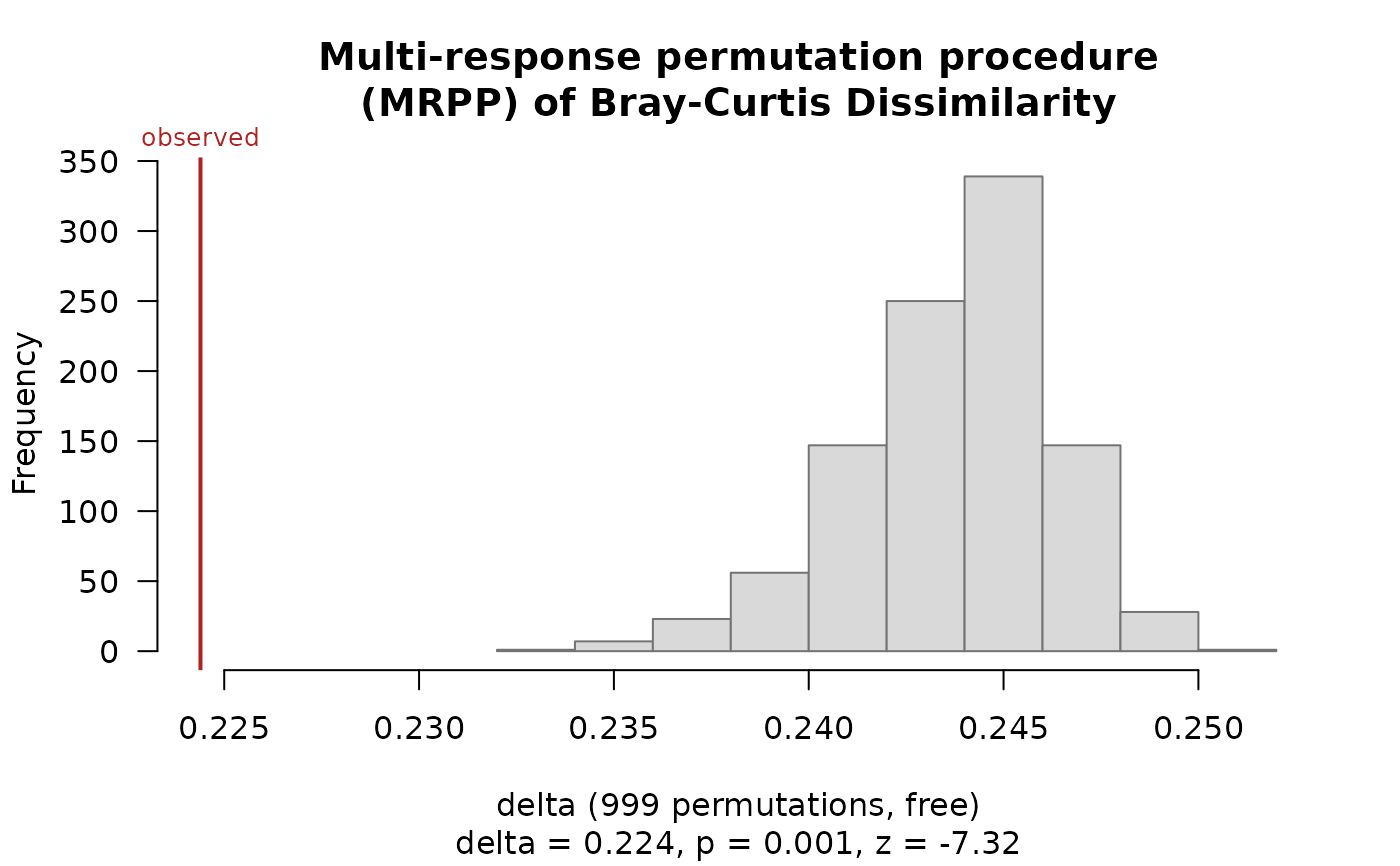 Multi-response permutation procedure
(MRPP) of Bray-Curtis Dissimilarity
observed
350
300
250
200
150
100
50
0
Frequency
0.225 0.230 0.235 0.240 0.245 0.250
delta (999 permutations, free)
delta = 0.224, p = 0.001, z = -7.32